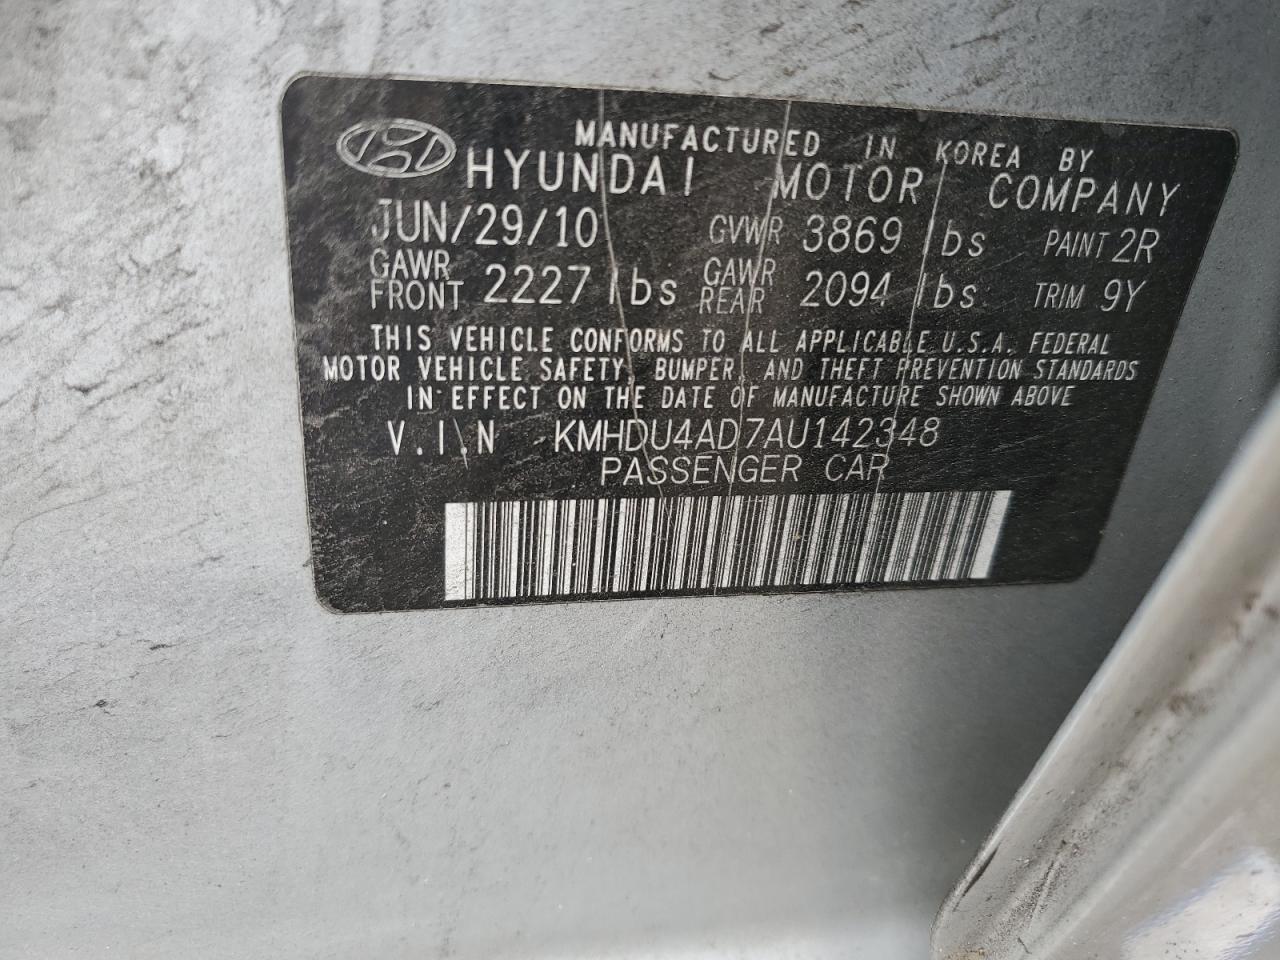 MANUFACTURED IN KOREA BY
HYUNDAI MOTOR COMPANY
JUN/29/10 GVWR 3869 lbs PAINT 2R
GAWR FRONT 2227 lbs GAWR REAR 2094 lbs TRIM 9Y
THIS VEHICLE CONFORMS TO ALL APPLICABLE U.S.A. FEDERAL
MOTOR VEHICLE SAFETY, BUMPER, AND THEFT PREVENTION STANDARDS
IN EFFECT ON THE DATE OF MANUFACTURE SHOWN ABOVE
V.I.N KMHDU4AD7AU142348
PASSENGER CAR